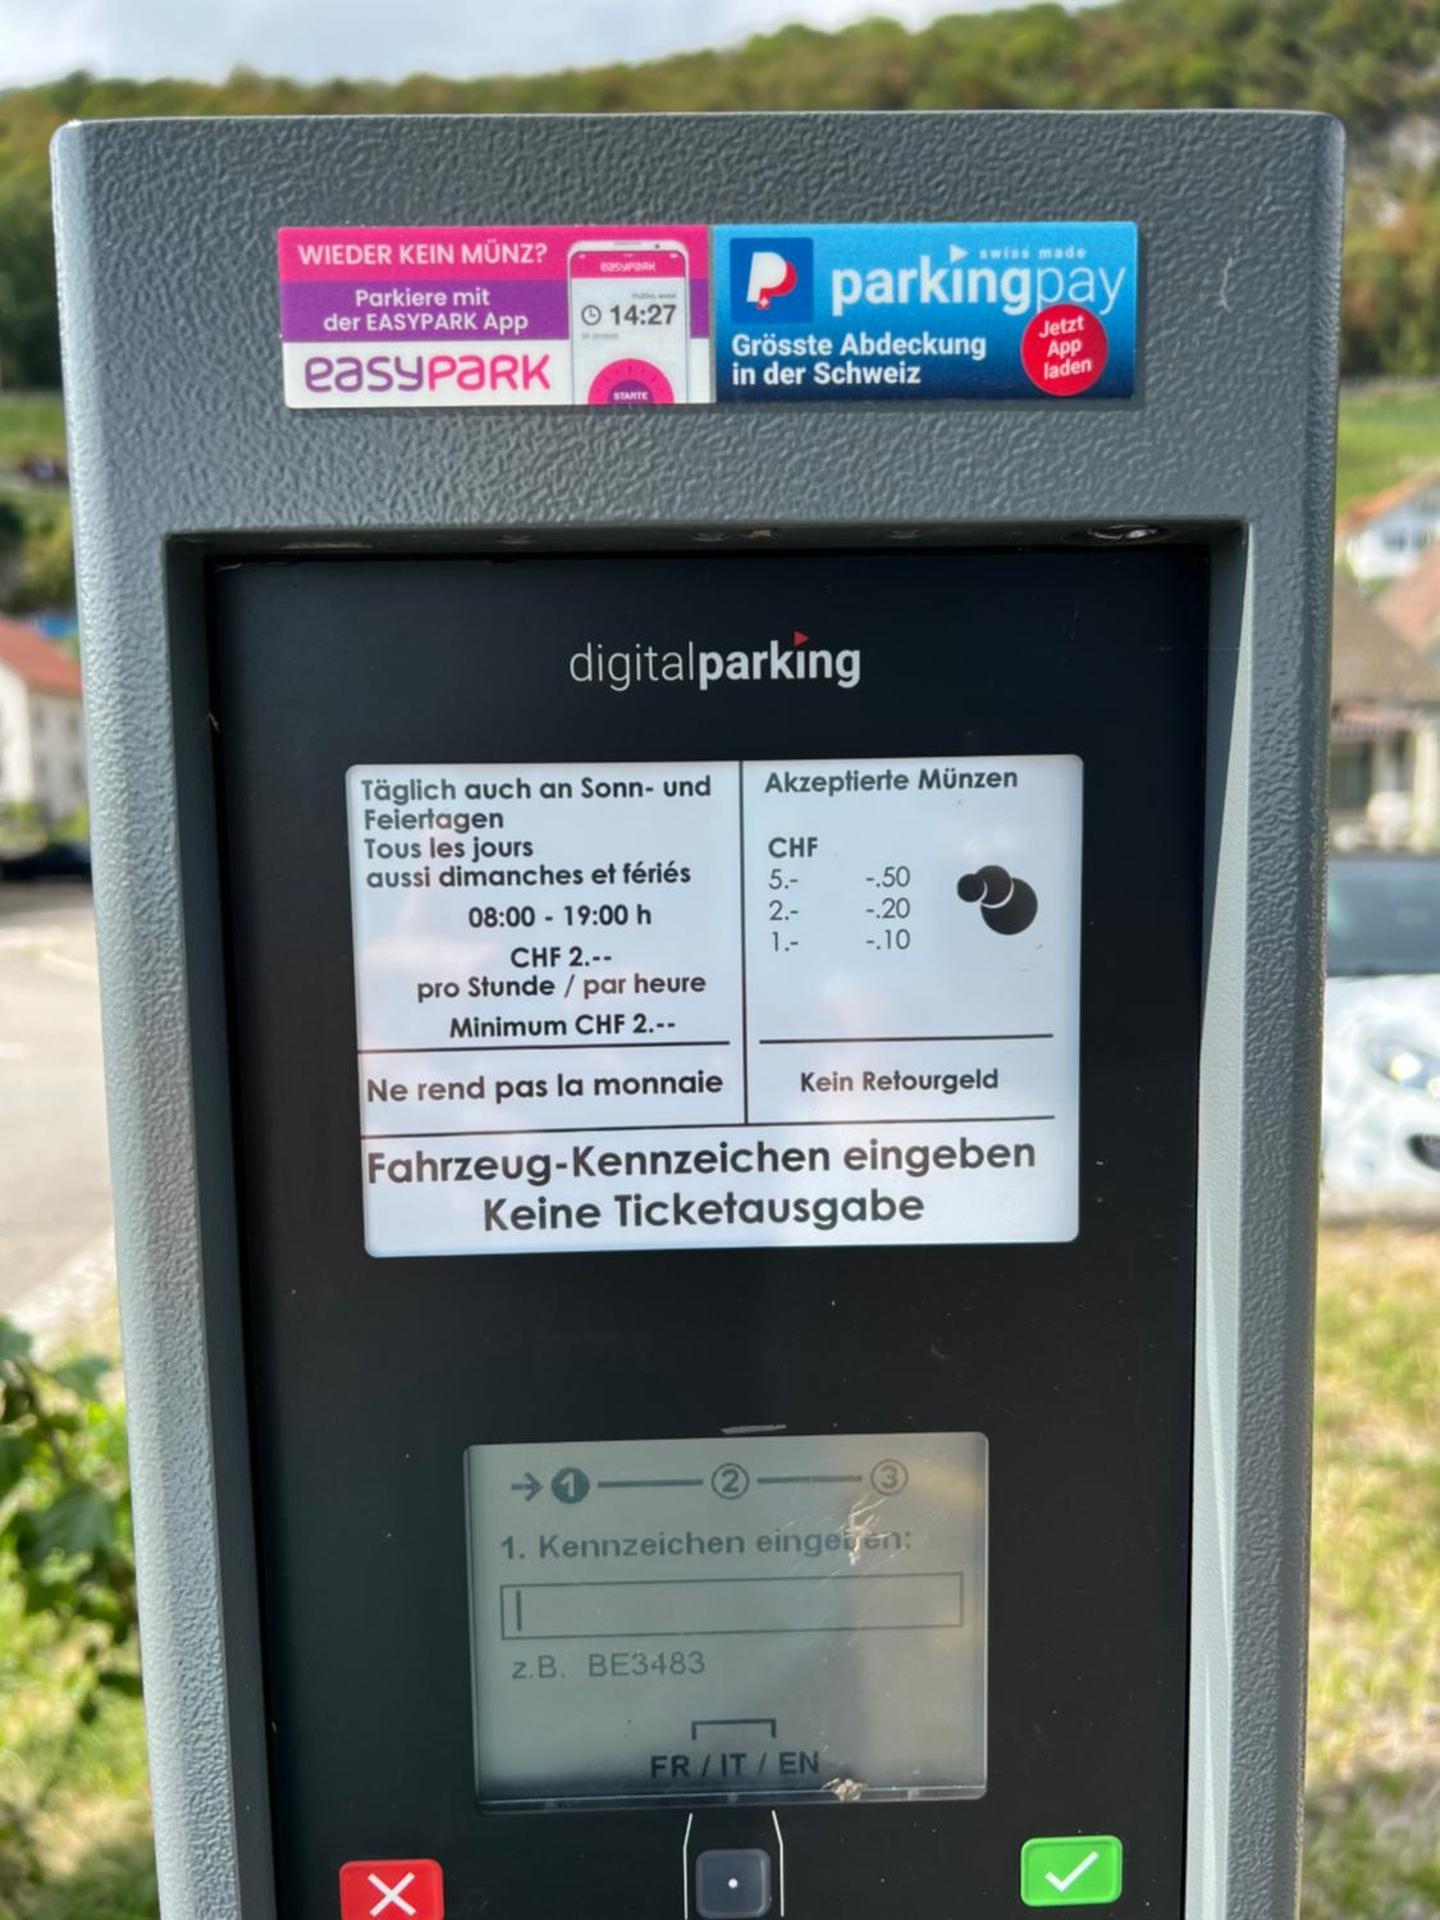 WIEDER KEIN MÜNZ?
Parkiere mit
der EASYPARK App
easyPARK
easyPARK
14:27
STARTE
swiss made
parkingpay
Grösste Abdeckung
in der Schweiz
Jetzt
App
laden
digitalparking
Täglich auch an Sonn- und
Feiertagen
Tous les jours
aussi dimanches et fériés
08:00 - 19:00 h
CHF 2.--
pro Stunde / par heure
Minimum CHF 2.--
Ne rend pas la monnaie
Akzeptierte Münzen
CHF
5.- -.50
2.- -.20
1.- -.10
Kein Retourgeld
Fahrzeug-Kennzeichen eingeben
Keine Ticketausgabe
1 2 3
1. Kennzeichen eingeben:
z.B. BE3483
FR / IT / EN